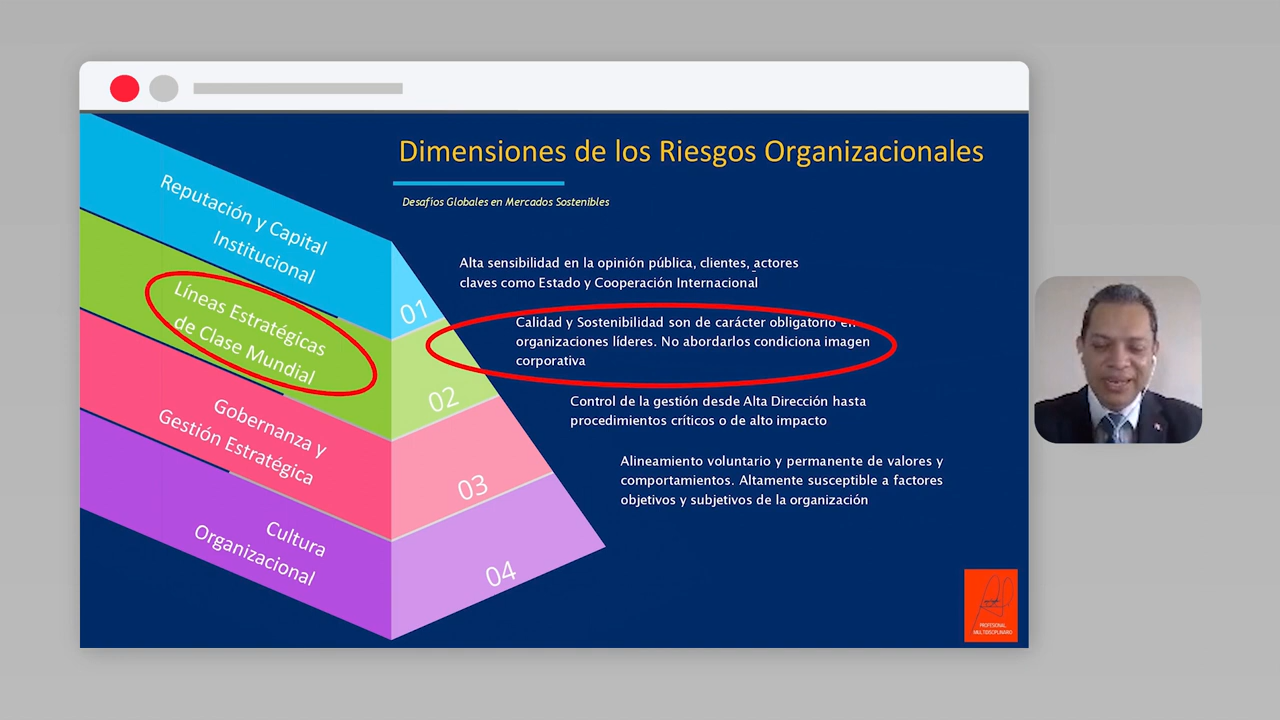 Dimensiones de los Riesgos Organizacionales
Desafíos Globales en Mercados Sostenibles
Reputación y Capital
Institucional
01
Alta sensibilidad en la opinión pública, clientes, actores
claves como Estado y Cooperación Internacional
Líneas Estratégicas
de Clase Mundial
02
Calidad y Sostenibilidad son de carácter obligatorio en
organizaciones líderes. No abordarlos condiciona imagen
corporativa
Gobernanza y
Gestión Estratégica
03
Control de la gestión desde Alta Dirección hasta
procedimientos críticos o de alto impacto
Cultura
Organizacional
04
Alineamiento voluntario y permanente de valores y
comportamientos. Altamente susceptible a factores
objetivos y subjetivos de la organización
PROFESIONAL
MULTIDISCIPLINARIO